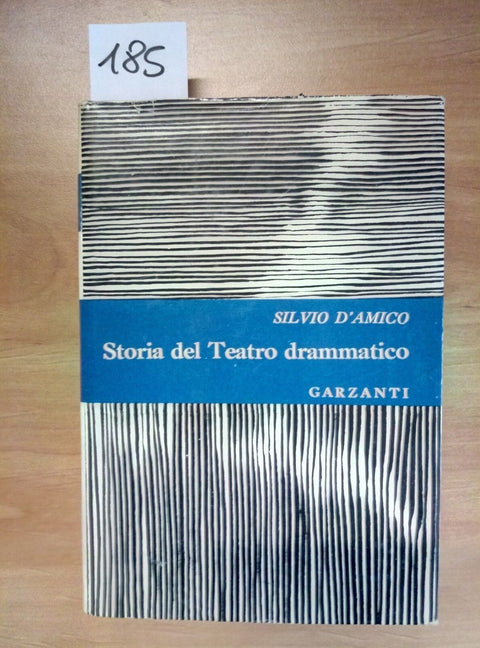 185
SILVIO D'AMICO
Storia del Teatro drammatico
GARZANTI